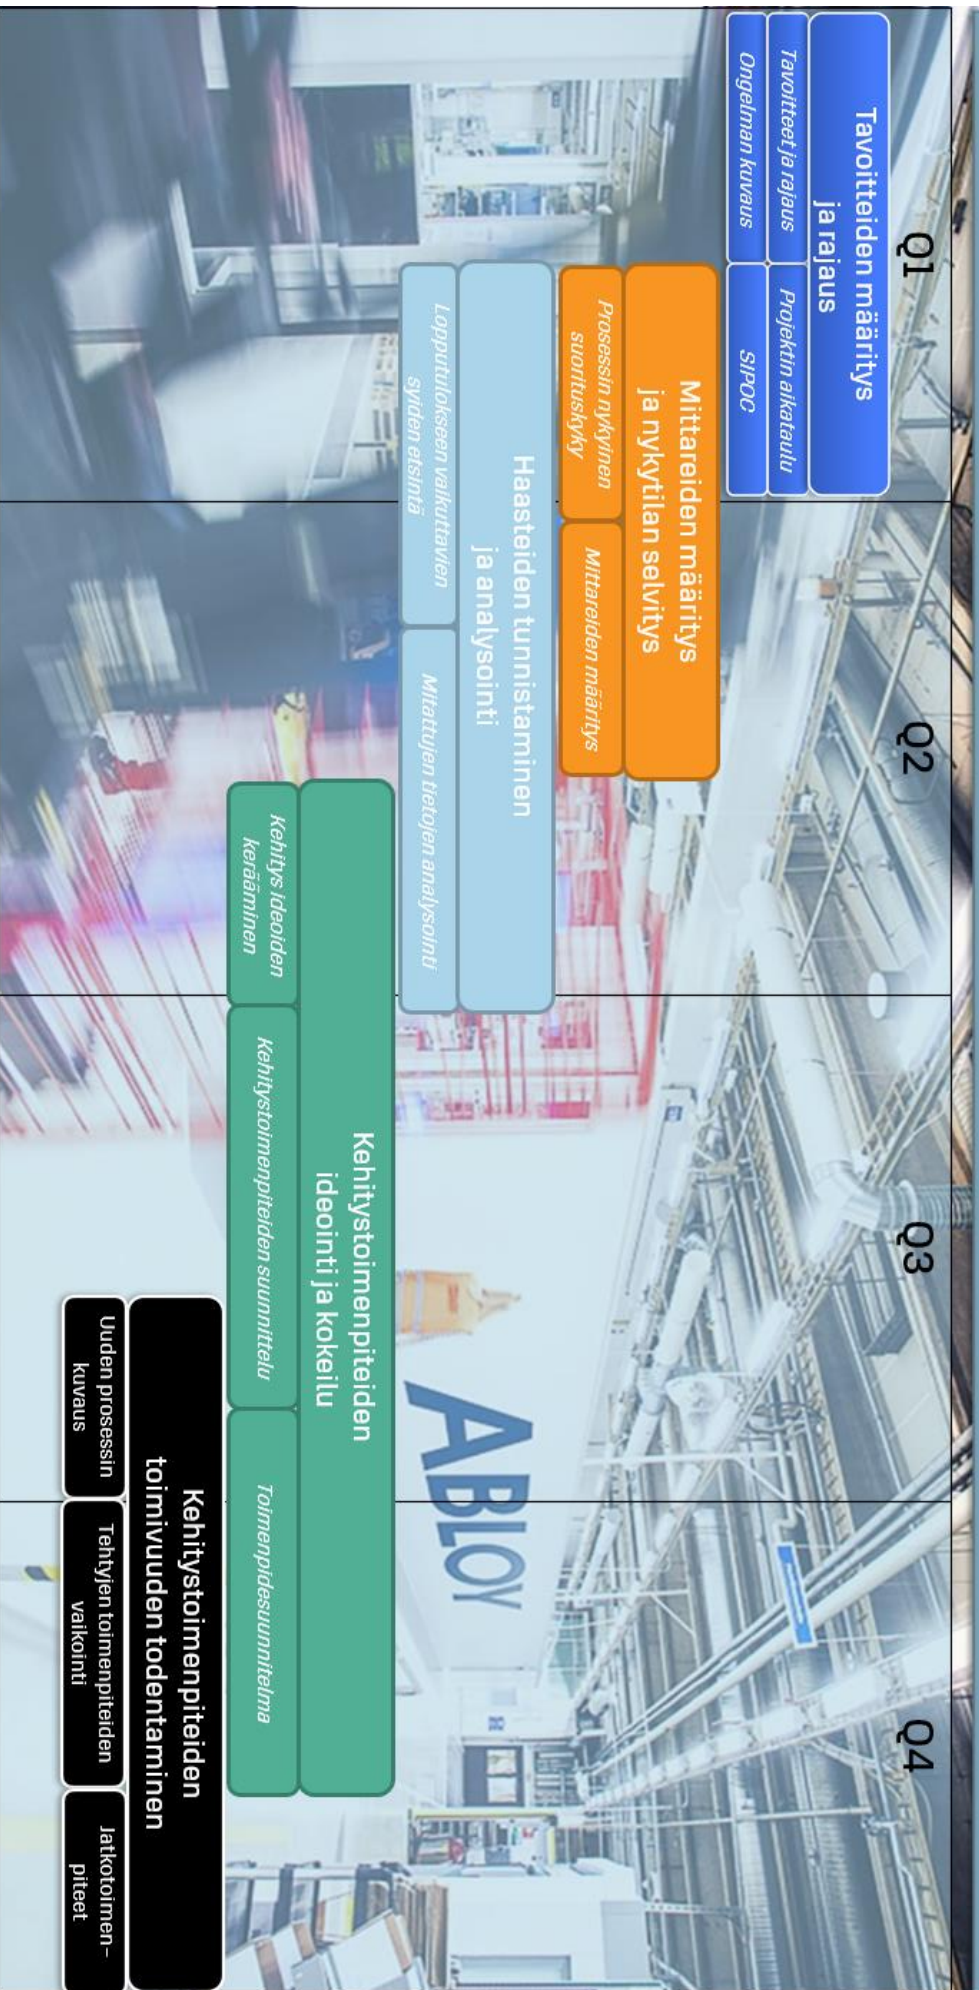 Q1
Q2
Q3
Q4
Tavoitteiden määritys
ja rajaus
Tavoitteet ja rajaus
Projektin aikataulu
Ongelman kuvaus
SIPOC
Mittareiden määritys
ja nykytilan selvitys
Prosessin nykyinen
suorituskyky
Mittareiden määritys
Haasteiden tunnistaminen
ja analysointi
Lopputulokseen vaikuttavien
syiden etsintä
Mitattujen tietojen analysointi
Kehitystoimenpiteiden
ideointi ja kokeilu
Kehitys ideoiden
kerääminen
Kehitystoimenpiteiden suunnittelu
Toimenpidesuunnitelma
Kehitystoimenpiteiden
toimivuuden todentaminen
Uuden prosessin
kuvaus
Tehtyjen toimenpiteiden
vaikointi
Jatkotoimen-
piteet
ABLOY